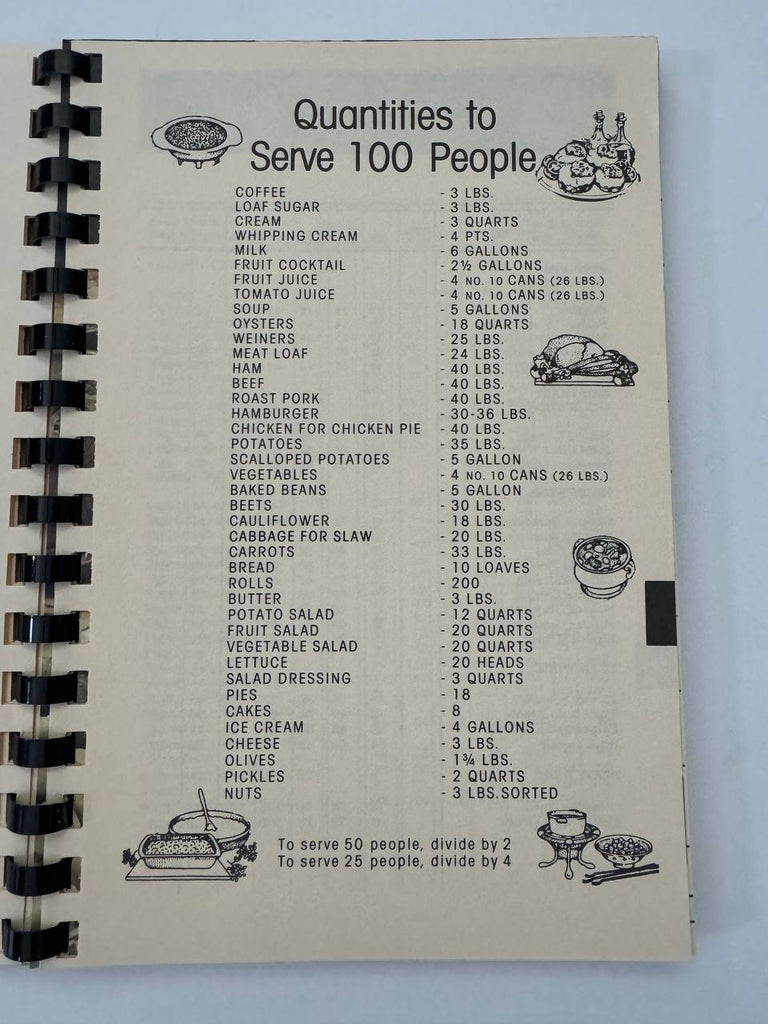 Quantities to
Serve 100 People
COFFEE - 3 LBS.
LOAF SUGAR - 3 LBS.
CREAM - 3 QUARTS
WHIPPING CREAM - 4 PTS.
MILK - 6 GALLONS
FRUIT COCKTAIL - 2½ GALLONS
FRUIT JUICE - 4 NO. 10 CANS (26 LBS.)
TOMATO JUICE - 4 NO. 10 CANS (26 LBS.)
SOUP - 5 GALLONS
OYSTERS - 18 QUARTS
WEINERS - 25 LBS.
MEAT LOAF - 24 LBS.
HAM - 40 LBS.
BEEF - 40 LBS.
ROAST PORK - 40 LBS.
HAMBURGER - 30-36 LBS.
CHICKEN FOR CHICKEN PIE - 40 LBS.
POTATOES - 35 LBS.
SCALLOPED POTATOES - 5 GALLON
VEGETABLES - 4 NO. 10 CANS (26 LBS.)
BAKED BEANS - 5 GALLON
BEETS - 30 LBS.
CAULIFLOWER - 18 LBS.
CABBAGE FOR SLAW - 20 LBS.
CARROTS - 33 LBS.
BREAD - 10 LOAVES
ROLLS - 200
BUTTER - 3 LBS.
POTATO SALAD - 12 QUARTS
FRUIT SALAD - 20 QUARTS
VEGETABLE SALAD - 20 QUARTS
LETTUCE - 20 HEADS
SALAD DRESSING - 3 QUARTS
PIES - 18
CAKES - 8
ICE CREAM - 4 GALLONS
CHEESE - 3 LBS.
OLIVES - 1¾ LBS.
PICKLES - 2 QUARTS
NUTS - 3 LBS.SORTED
To serve 50 people, divide by 2
To serve 25 people, divide by 4